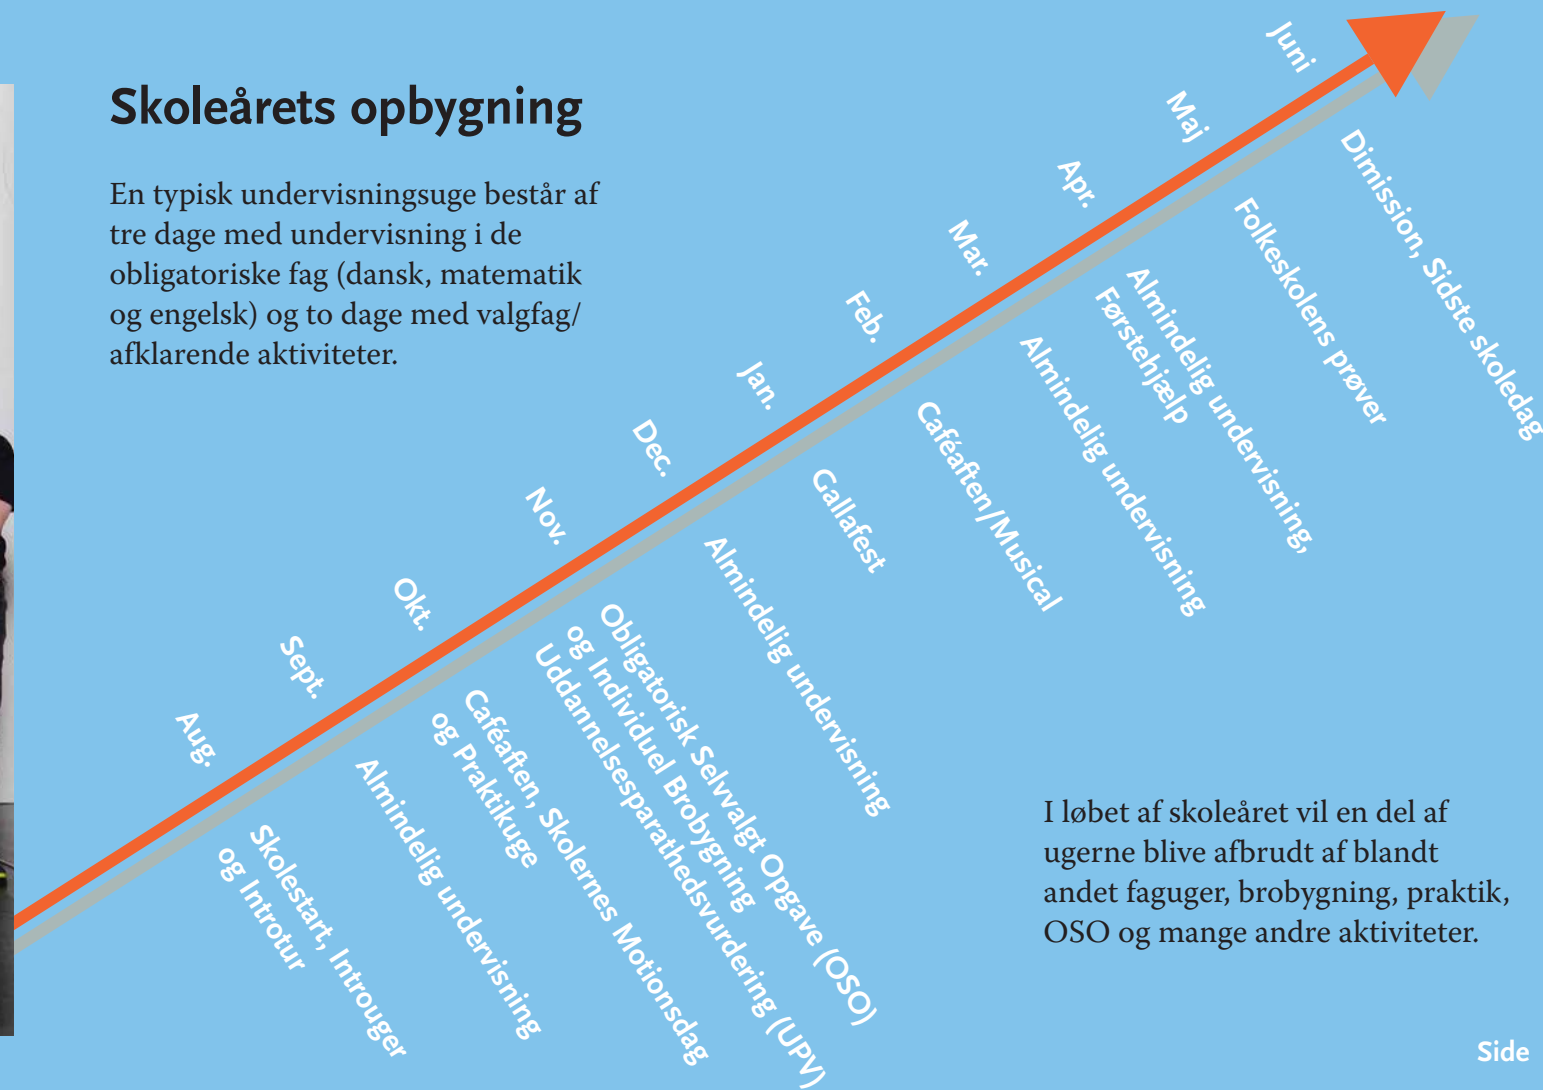 Skoleårets opbygning
En typisk undervisningsuge består af
tre dage med undervisning i de
obligatoriske fag (dansk, matematik
og engelsk) og to dage med valgfag/
afklarende aktiviteter.
Aug.
Skolestart, Introuger
og Introtur
Sept.
Almindelig undervisning
Okt.
Caféaften, Skolernes Motionsdag
og Praktikuge
Nov.
Obligatorisk Selvvalgt Opgave (OSO)
og Individuel Brobygning
Uddannelsesparathedsvurdering (UPV)
Dec.
Almindelig undervisning
Jan.
Gallafest
Feb.
Caféaften/Musical
Mar.
Almindelig undervisning
Apr.
Almindelig undervisning,
Førstehjælp
Maj
Folkeskolens prøver
Juni
Dimission, Sidste skoledag
I løbet af skoleåret vil en del af
ugerne blive afbrudt af blandt
andet faguger, brobygning, praktik,
OSO og mange andre aktiviteter.
Side